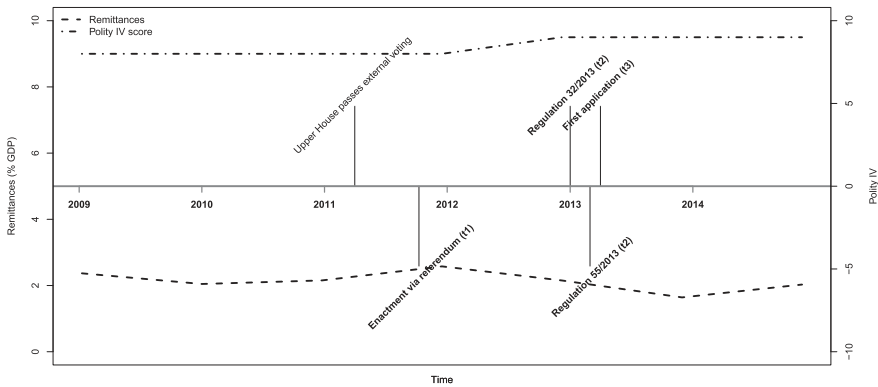 Remittances
Polity IV score
Remittances (% GDP)
10
8
6
4
2
0
10
5
0
−5
−10
Polity IV
Upper House passes external voting
Regulation 32/2013 (t2)
First application (t3)
2009
2010
2011
2012
2013
2014
Enactment via referendum (t1)
Regulation 55/2013 (t2)
Time